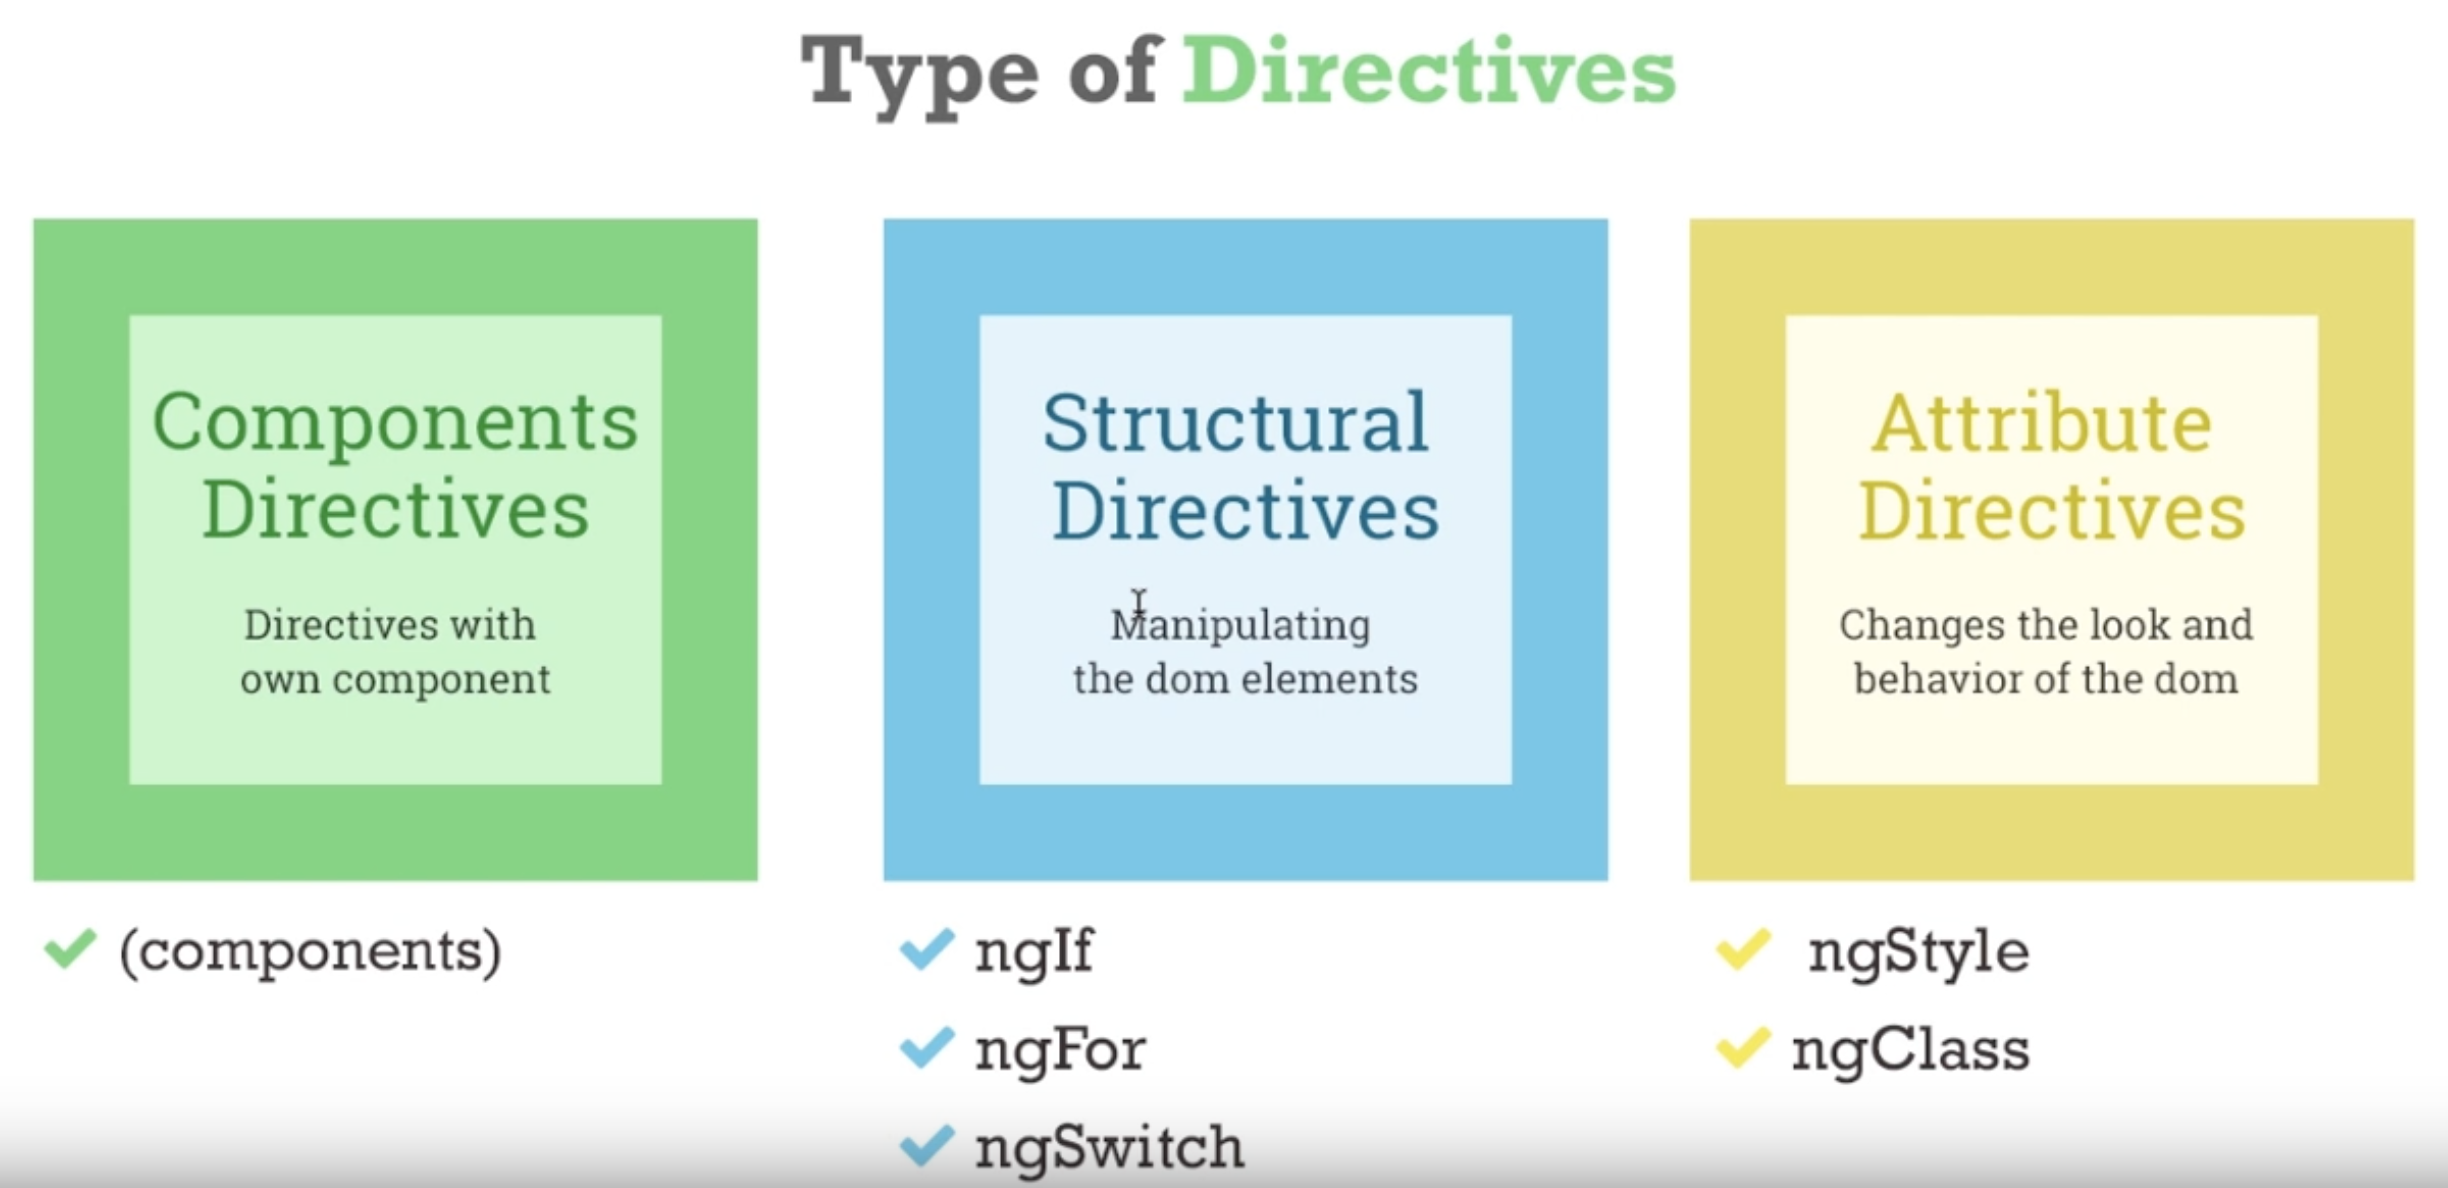 Type of Directives
Components
Directives
Directives with
own component
(components)
Structural
Directives
Manipulating
the dom elements
ngIf
ngFor
ngSwitch
Attribute
Directives
Changes the look and
behavior of the dom
ngStyle
ngClass